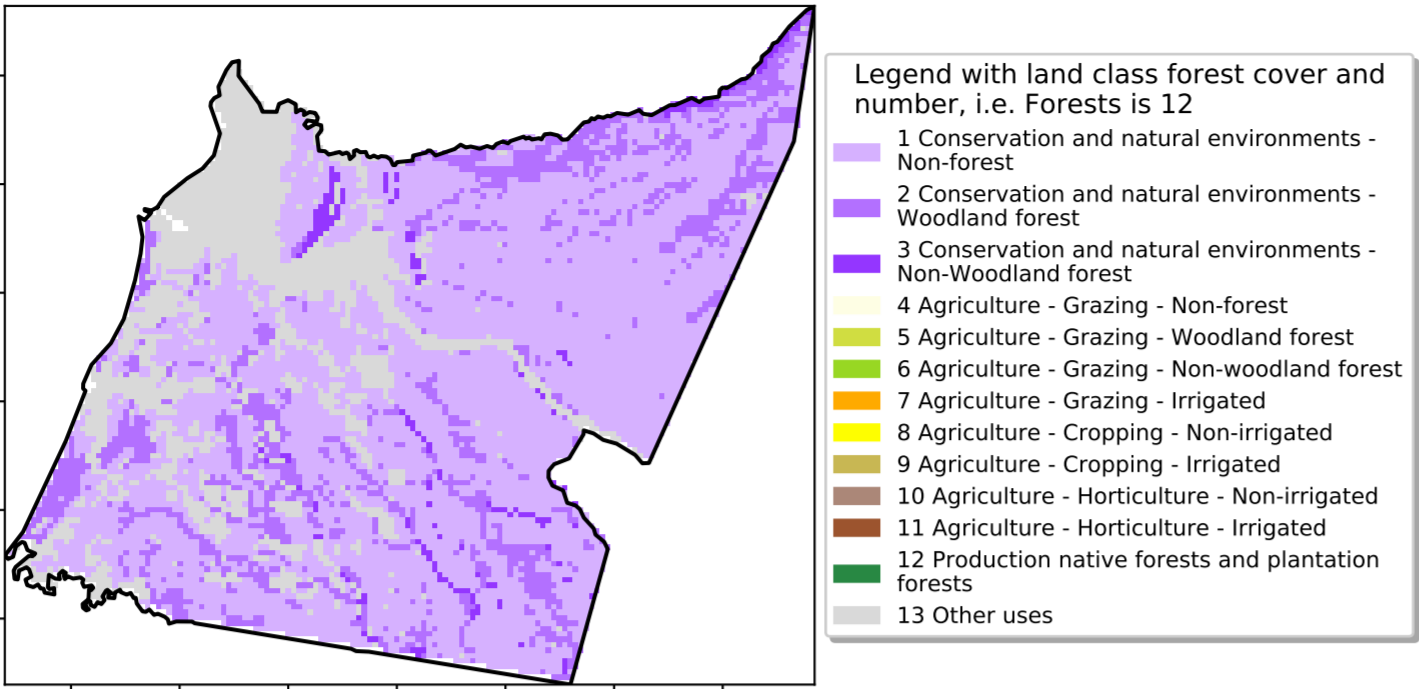 Legend with land class forest cover and
number, i.e. Forests is 12
1 Conservation and natural environments -
Non-forest
2 Conservation and natural environments -
Woodland forest
3 Conservation and natural environments -
Non-Woodland forest
4 Agriculture - Grazing - Non-forest
5 Agriculture - Grazing - Woodland forest
6 Agriculture - Grazing - Non-woodland forest
7 Agriculture - Grazing - Irrigated
8 Agriculture - Cropping - Non-irrigated
9 Agriculture - Cropping - Irrigated
10 Agriculture - Horticulture - Non-irrigated
11 Agriculture - Horticulture - Irrigated
12 Production native forests and plantation
forests
13 Other uses